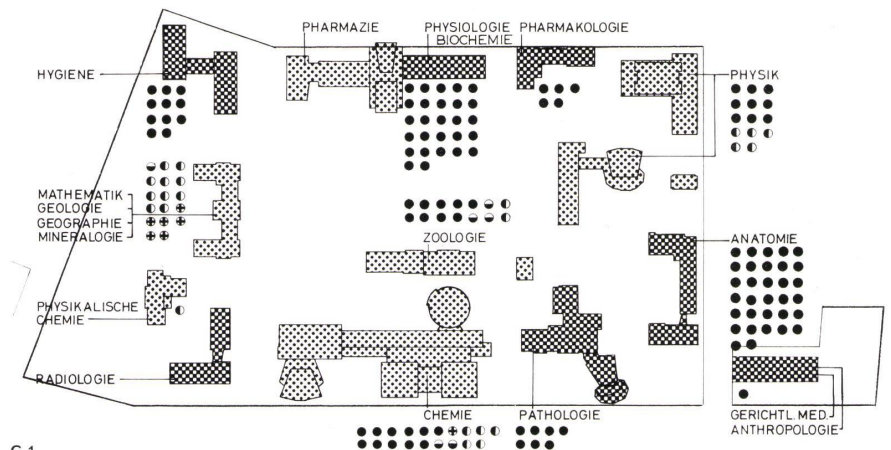 PHARMAZIE
PHYSIOLOGIE
BIOCHEMIE
PHARMAKOLOGIE
HYGIENE
PHYSIK
MATHEMATIK
GEOLOGIE
GEOGRAPHIE
MINERALOGIE
ZOOLOGIE
ANATOMIE
PHYSIKALISCHE
CHEMIE
RADIOLOGIE
CHEMIE
PATHOLOGIE
GERICHTL. MED.
ANTHROPOLOGIE